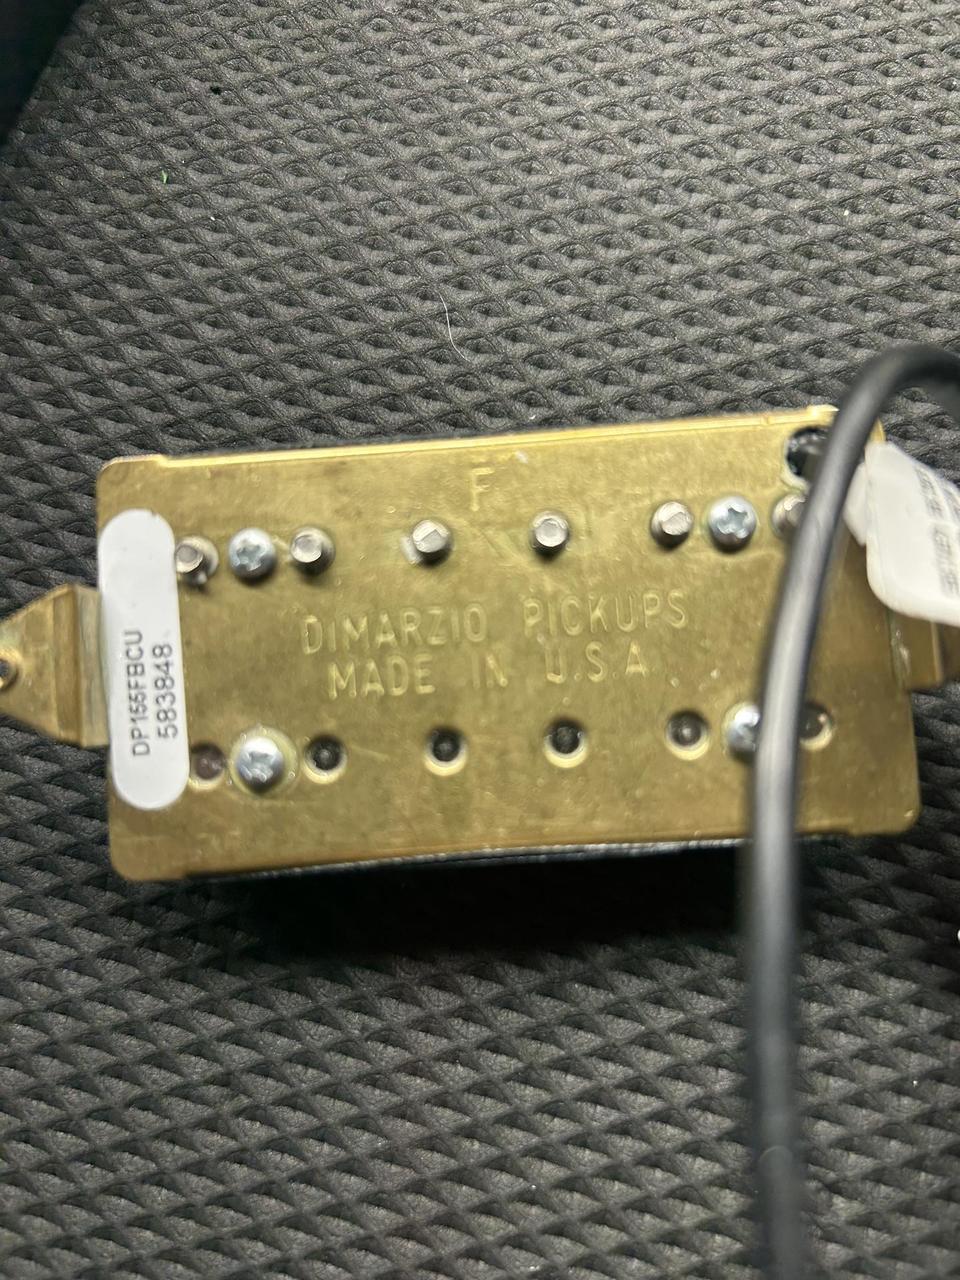 F
DIMARZIO PICKUPS
MADE IN U.S.A.
DP155FBCU
583848